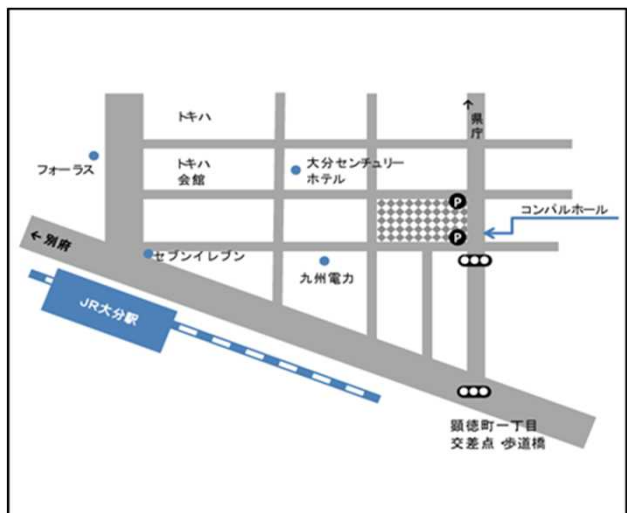 トキハ
↑県庁
フォーラス
トキハ
会館
大分センチュリー
ホテル
P
コンパルホール
P
←別府
セブンイレブン
九州電力
JR大分駅
顕徳町一丁目
交差点・歩道橋